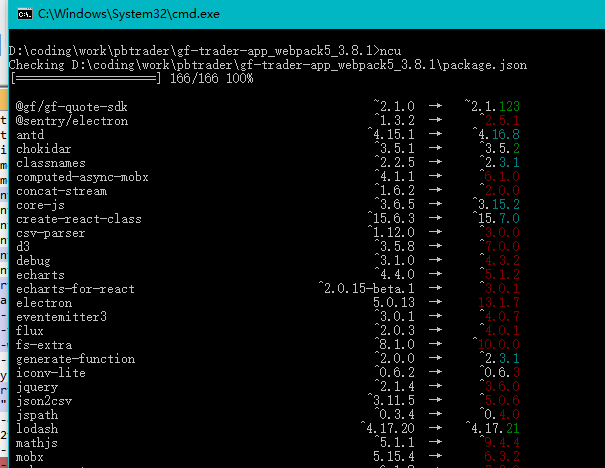 C:\Windows\System32\cmd.exe
D:\coding\work\pbtrader\gf-trader-app_webpack5_3.8.1>ncu
Checking D:\coding\work\pbtrader\gf-trader-app_webpack5_3.8.1\package.json
[====================] 166/166 100%
@gf/gf-quote-sdk ^2.1.0 → ^2.1.123
@sentry/electron ^1.3.2 → ^2.5.1
antd ^4.15.1 → ^4.16.8
chokidar ^3.5.1 → ^3.5.2
classnames ^2.2.5 → ^2.3.1
computed-async-mobx ^4.1.1 → ^6.1.0
concat-stream ^1.6.2 → ^2.0.0
core-js ^3.6.5 → ^3.15.2
create-react-class ^15.6.3 → ^15.7.0
csv-parser ^1.12.0 → ^3.0.0
d3 ^3.5.8 → ^7.0.0
debug ^3.1.0 → ^4.3.2
echarts ^4.4.0 → ^5.1.2
echarts-for-react ^2.0.15-beta.1 → ^3.0.1
electron 5.0.13 → 13.1.7
eventemitter3 ^3.0.1 → ^4.0.7
flux ^2.0.3 → ^4.0.1
fs-extra ^8.1.0 → ^10.0.0
generate-function ^2.0.0 → ^2.3.1
iconv-lite ^0.6.2 → ^0.6.3
jquery ^2.1.4 → ^3.6.0
json2csv ^3.11.5 → ^5.0.6
jspath ^0.3.4 → ^0.4.0
lodash ^4.17.20 → ^4.17.21
mathjs ^5.1.1 → ^9.4.4
mobx 5.15.4 → 6.3.2